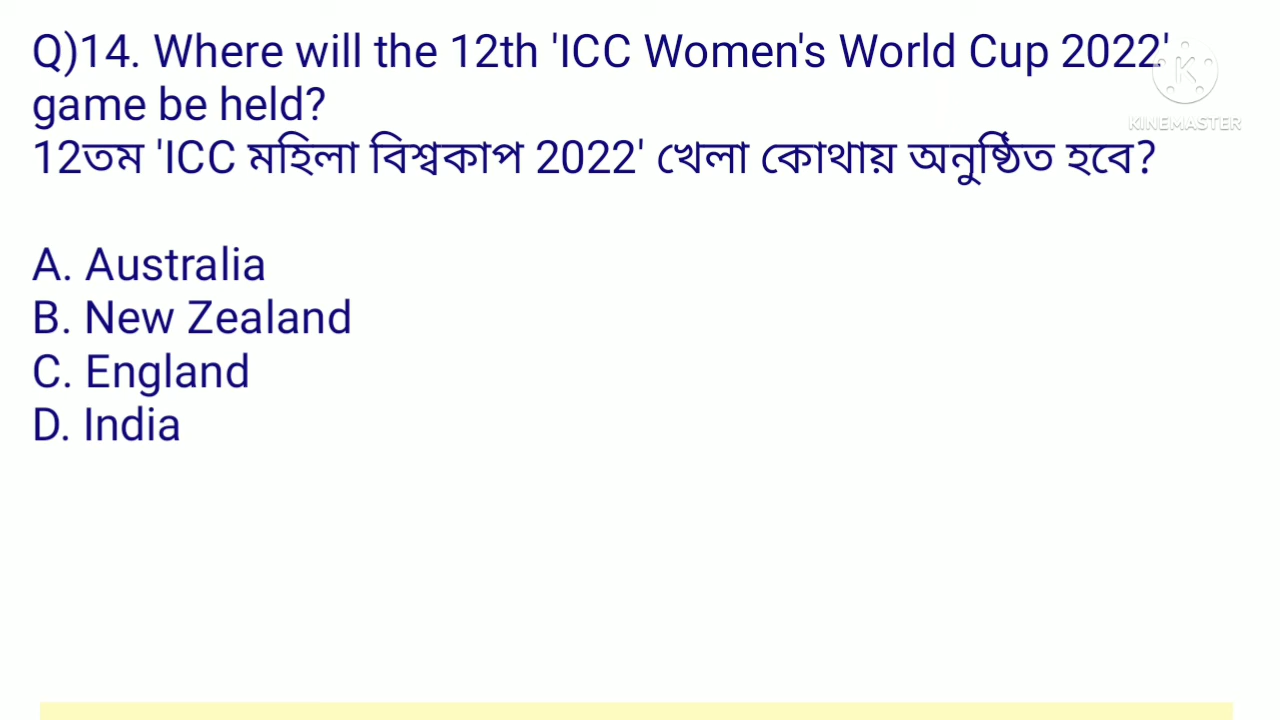 Q)14. Where will the 12th 'ICC Women's World Cup 2022'
game be held?
12তম 'ICC মহিলা বিশ্বকাপ 2022' খেলা কোথায় অনুষ্ঠিত হবে?
A. Australia
B. New Zealand
C. England
D. India
K
KINEMASTER